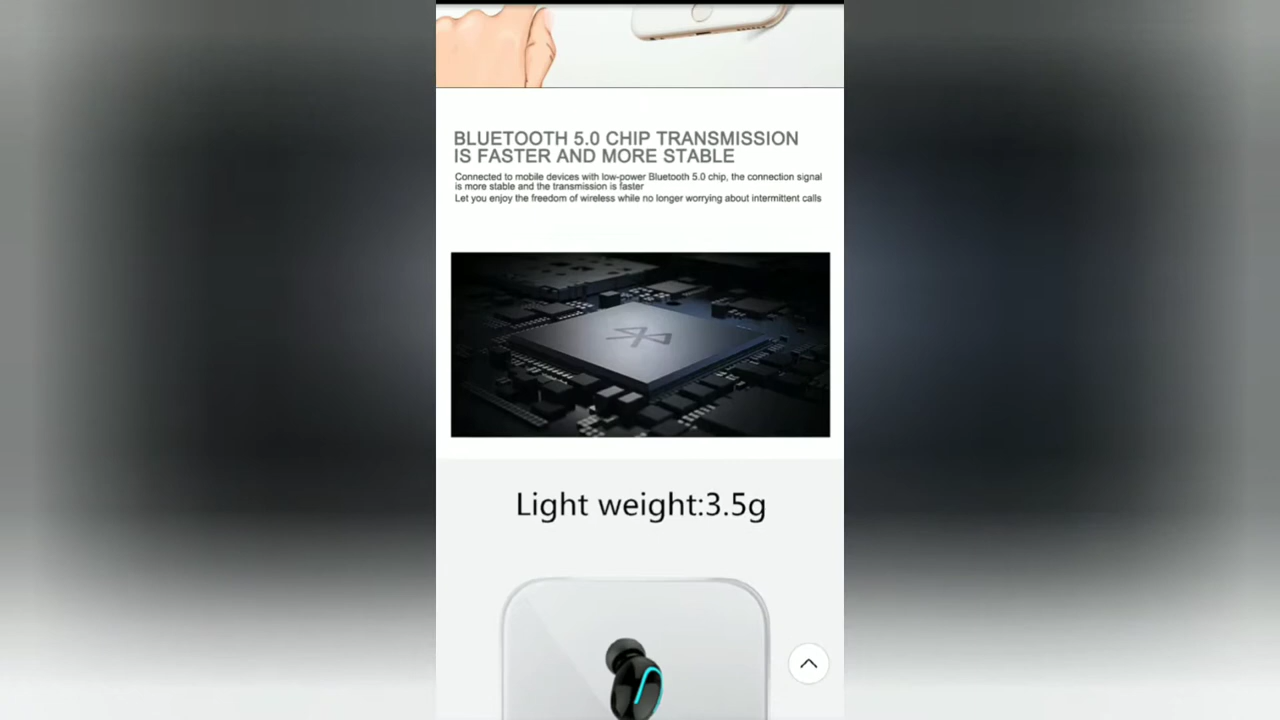 BLUETOOTH 5.0 CHIP TRANSMISSION
IS FASTER AND MORE STABLE
Connected to mobile devices with low-power Bluetooth 5.0 chip, the connection signal
is more stable and the transmission is faster
Let you enjoy the freedom of wireless while no longer worrying about intermittent calls
Light weight:3.5g